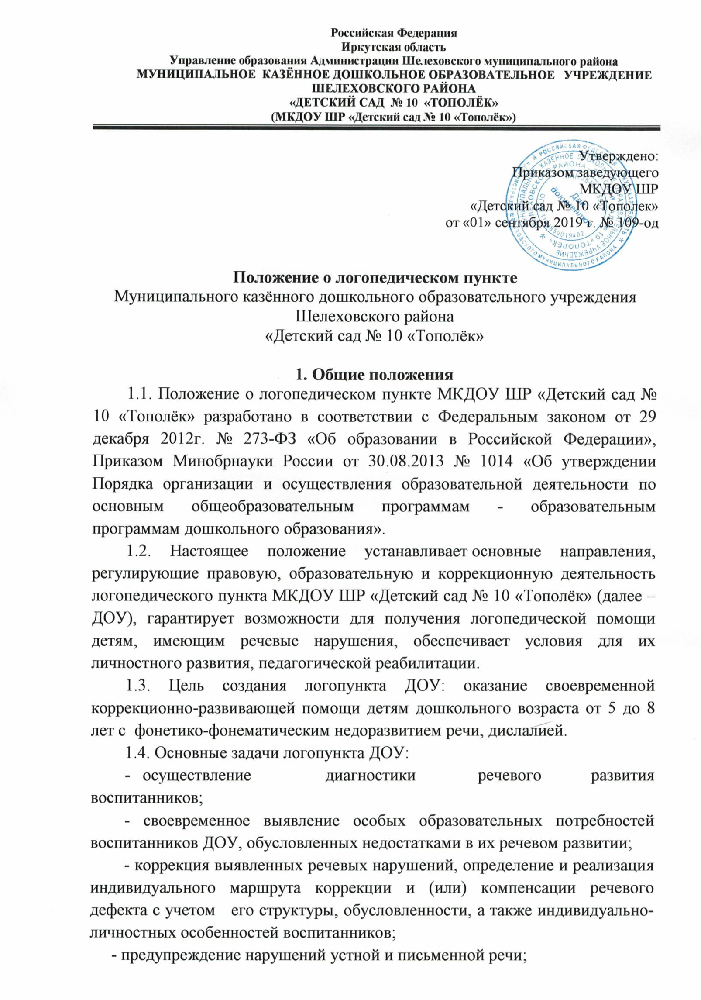 Российская Федерация
Иркутская область
Управление образования Администрации Шелеховского муниципального района
МУНИЦИПАЛЬНОЕ КАЗЁННОЕ ДОШКОЛЬНОЕ ОБРАЗОВАТЕЛЬНОЕ УЧРЕЖДЕНИЕ
ШЕЛЕХОВСКОГО РАЙОНА
«ДЕТСКИЙ САД № 10 «ТОПОЛЁК»
(МКДОУ ШР «Детский сад № 10 «Тополёк»)
Утверждено:
Приказом заведующего
МКДОУ ШР
«Детский сад № 10 «Тополек»
от «01» сентября 2019 г. № 109-од
Для
документов
Положение о логопедическом пункте
Муниципального казённого дошкольного образовательного учреждения
Шелеховского района
«Детский сад № 10 «Тополёк»
1. Общие положения
1.1. Положение о логопедическом пункте МКДОУ ШР «Детский сад №
10 «Тополёк» разработано в соответствии с Федеральным законом от 29
декабря 2012г. № 273-ФЗ «Об образовании в Российской Федерации»,
Приказом Минобрнауки России от 30.08.2013 № 1014 «Об утверждении
Порядка организации и осуществления образовательной деятельности по
основным общеобразовательным программам - образовательным
программам дошкольного образования».
1.2. Настоящее положение устанавливает основные направления,
регулирующие правовую, образовательную и коррекционную деятельность
логопедического пункта МКДОУ ШР «Детский сад № 10 «Тополёк» (далее –
ДОУ), гарантирует возможности для получения логопедической помощи
детям, имеющим речевые нарушения, обеспечивает условия для их
личностного развития, педагогической реабилитации.
1.3. Цель создания логопункта ДОУ: оказание своевременной
коррекционно-развивающей помощи детям дошкольного возраста от 5 до 8
лет с фонетико-фонематическим недоразвитием речи, дислалией.
1.4. Основные задачи логопункта ДОУ:
- осуществление диагностики речевого развития
воспитанников;
- своевременное выявление особых образовательных потребностей
воспитанников ДОУ, обусловленных недостатками в их речевом развитии;
- коррекция выявленных речевых нарушений, определение и реализация
индивидуального маршрута коррекции и (или) компенсации речевого
дефекта с учетом его структуры, обусловленности, а также индивидуально-
личностных особенностей воспитанников;
- предупреждение нарушений устной и письменной речи;